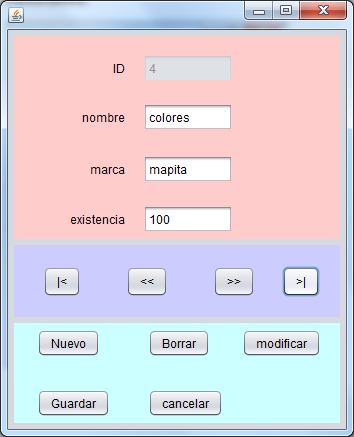 ID 4
nombre colores
marca mapita
existencia 100
|< << >> >|
Nuevo Borrar modificar
Guardar cancelar